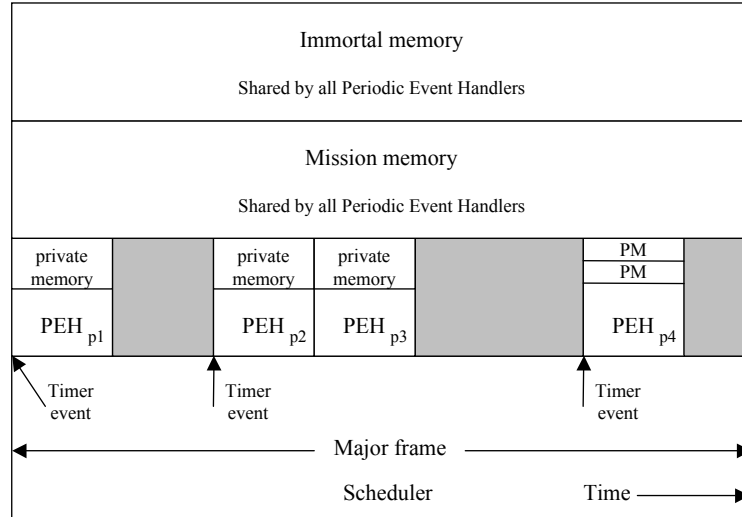 Immortal memory
Shared by all Periodic Event Handlers
Mission memory
Shared by all Periodic Event Handlers
private
memory
PEH p1
private
memory
PEH p2
private
memory
PEH p3
PM
PM
PEH p4
Timer
event
Timer
event
Timer
event
Major frame
Scheduler
Time